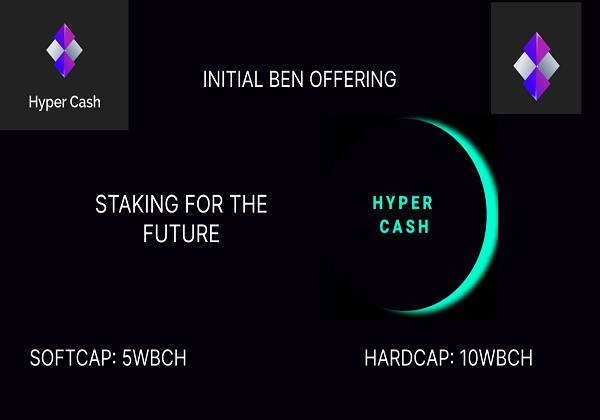 Hyper Cash
INITIAL BEN OFFERING
STAKING FOR THE
FUTURE
HYPER
CASH
SOFTCAP: 5WBCH
HARDCAP: 10WBCH